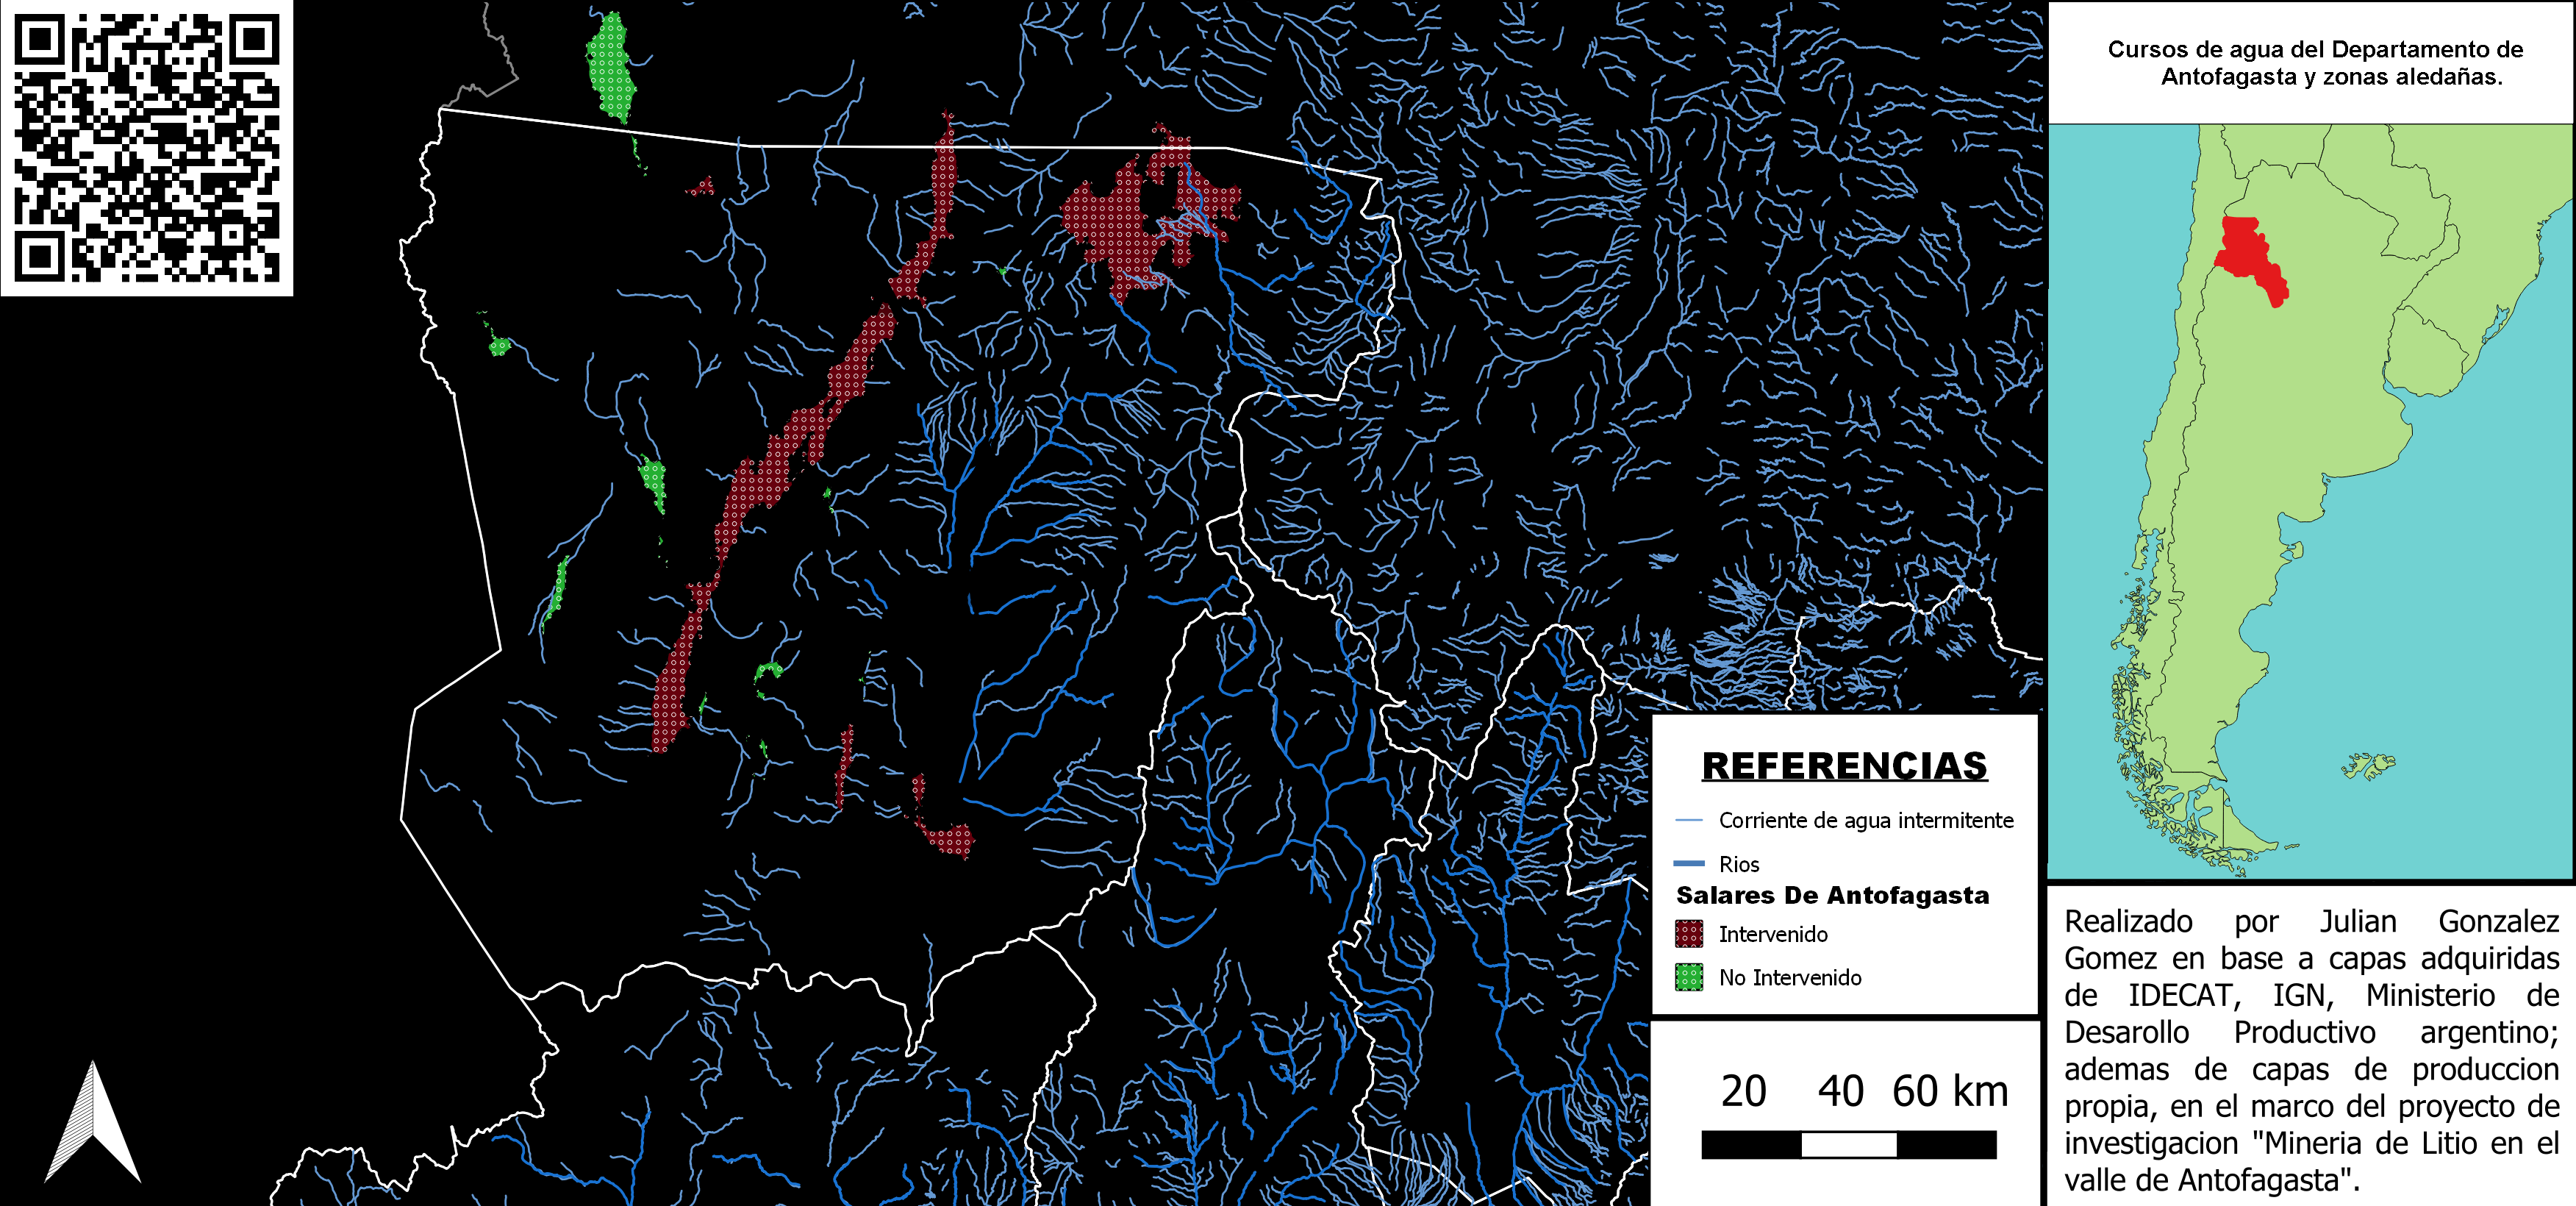 Cursos de agua del Departamento de
Antofagasta y zonas aledañas.
REFERENCIAS
Corriente de agua intermitente
Rios
Salares De Antofagasta
Intervenido
No Intervenido
20 40 60 km
Realizado por Julian Gonzalez
Gomez en base a capas adquiridas
de IDECAT, IGN, Ministerio de
Desarollo Productivo argentino;
ademas de capas de produccion
propia, en el marco del proyecto de
investigacion "Mineria de Litio en el
valle de Antofagasta".